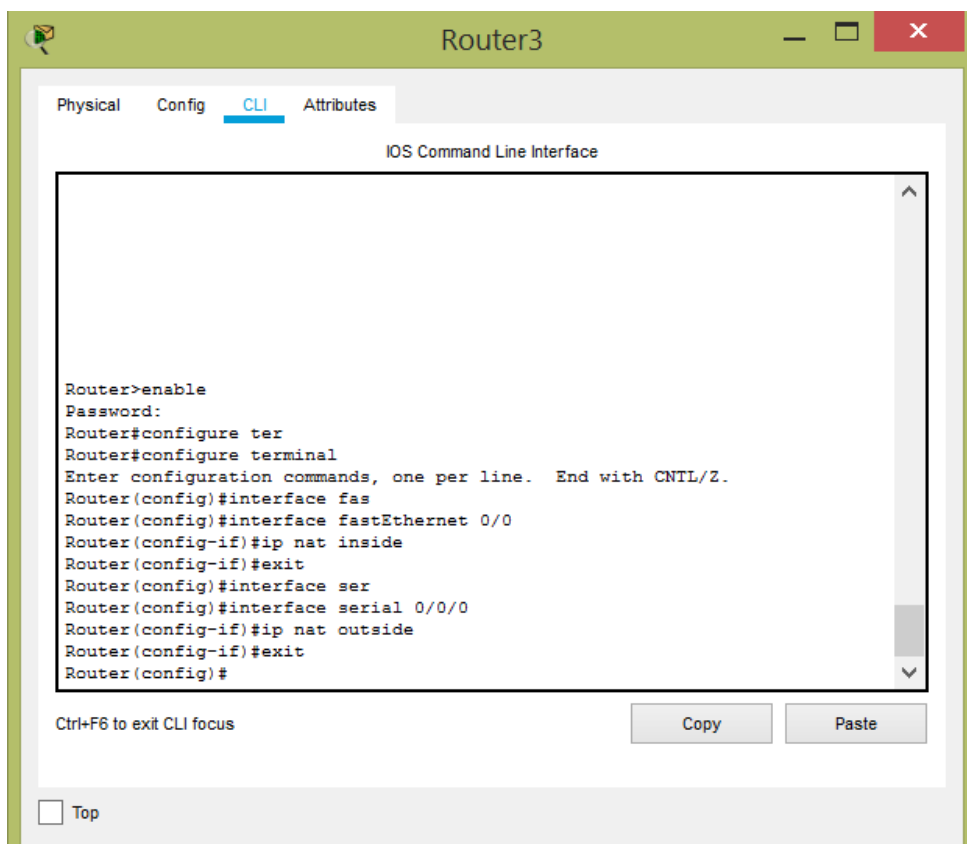 Router3
Physical Config CLI Attributes
IOS Command Line Interface
Router>enable
Password:
Router#configure ter
Router#configure terminal
Enter configuration commands, one per line.  End with CNTL/Z.
Router(config)#interface fas
Router(config)#interface fastEthernet 0/0
Router(config-if)#ip nat inside
Router(config-if)#exit
Router(config)#interface ser
Router(config)#interface serial 0/0/0
Router(config-if)#ip nat outside
Router(config-if)#exit
Router(config)#
Ctrl+F6 to exit CLI focus Copy Paste
Top